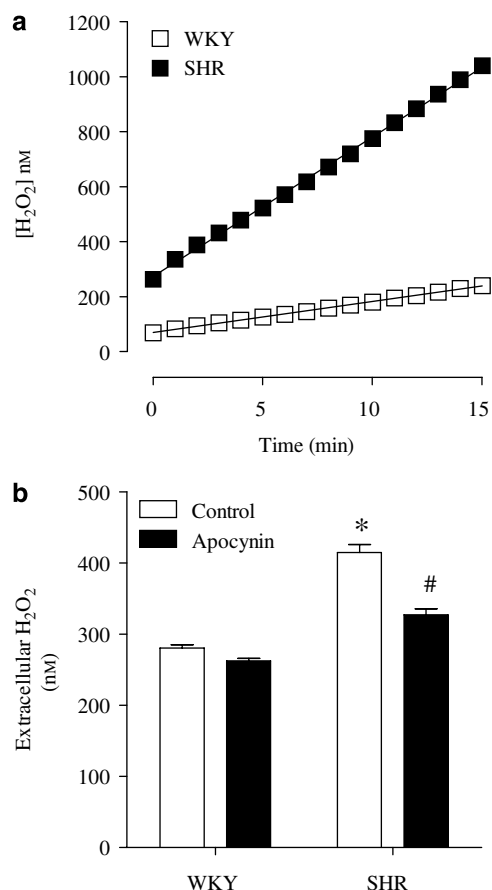 a
WKY
SHR
1200
1000
800
600
400
200
0
[H₂O₂] nM
0 5 10 15
Time (min)
b
Control
Apocynin
500
400
300
200
100
0
Extracellular H₂O₂
(nM)
*
#
WKY SHR